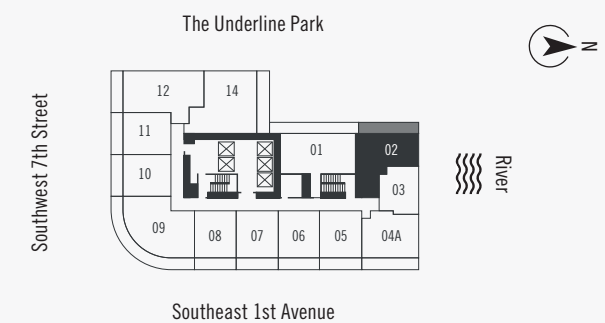 The Underline Park
N
Southwest 7th Street
12
14
11
01
02
10
03
River
09
08
07
06
05
04A
Southeast 1st Avenue